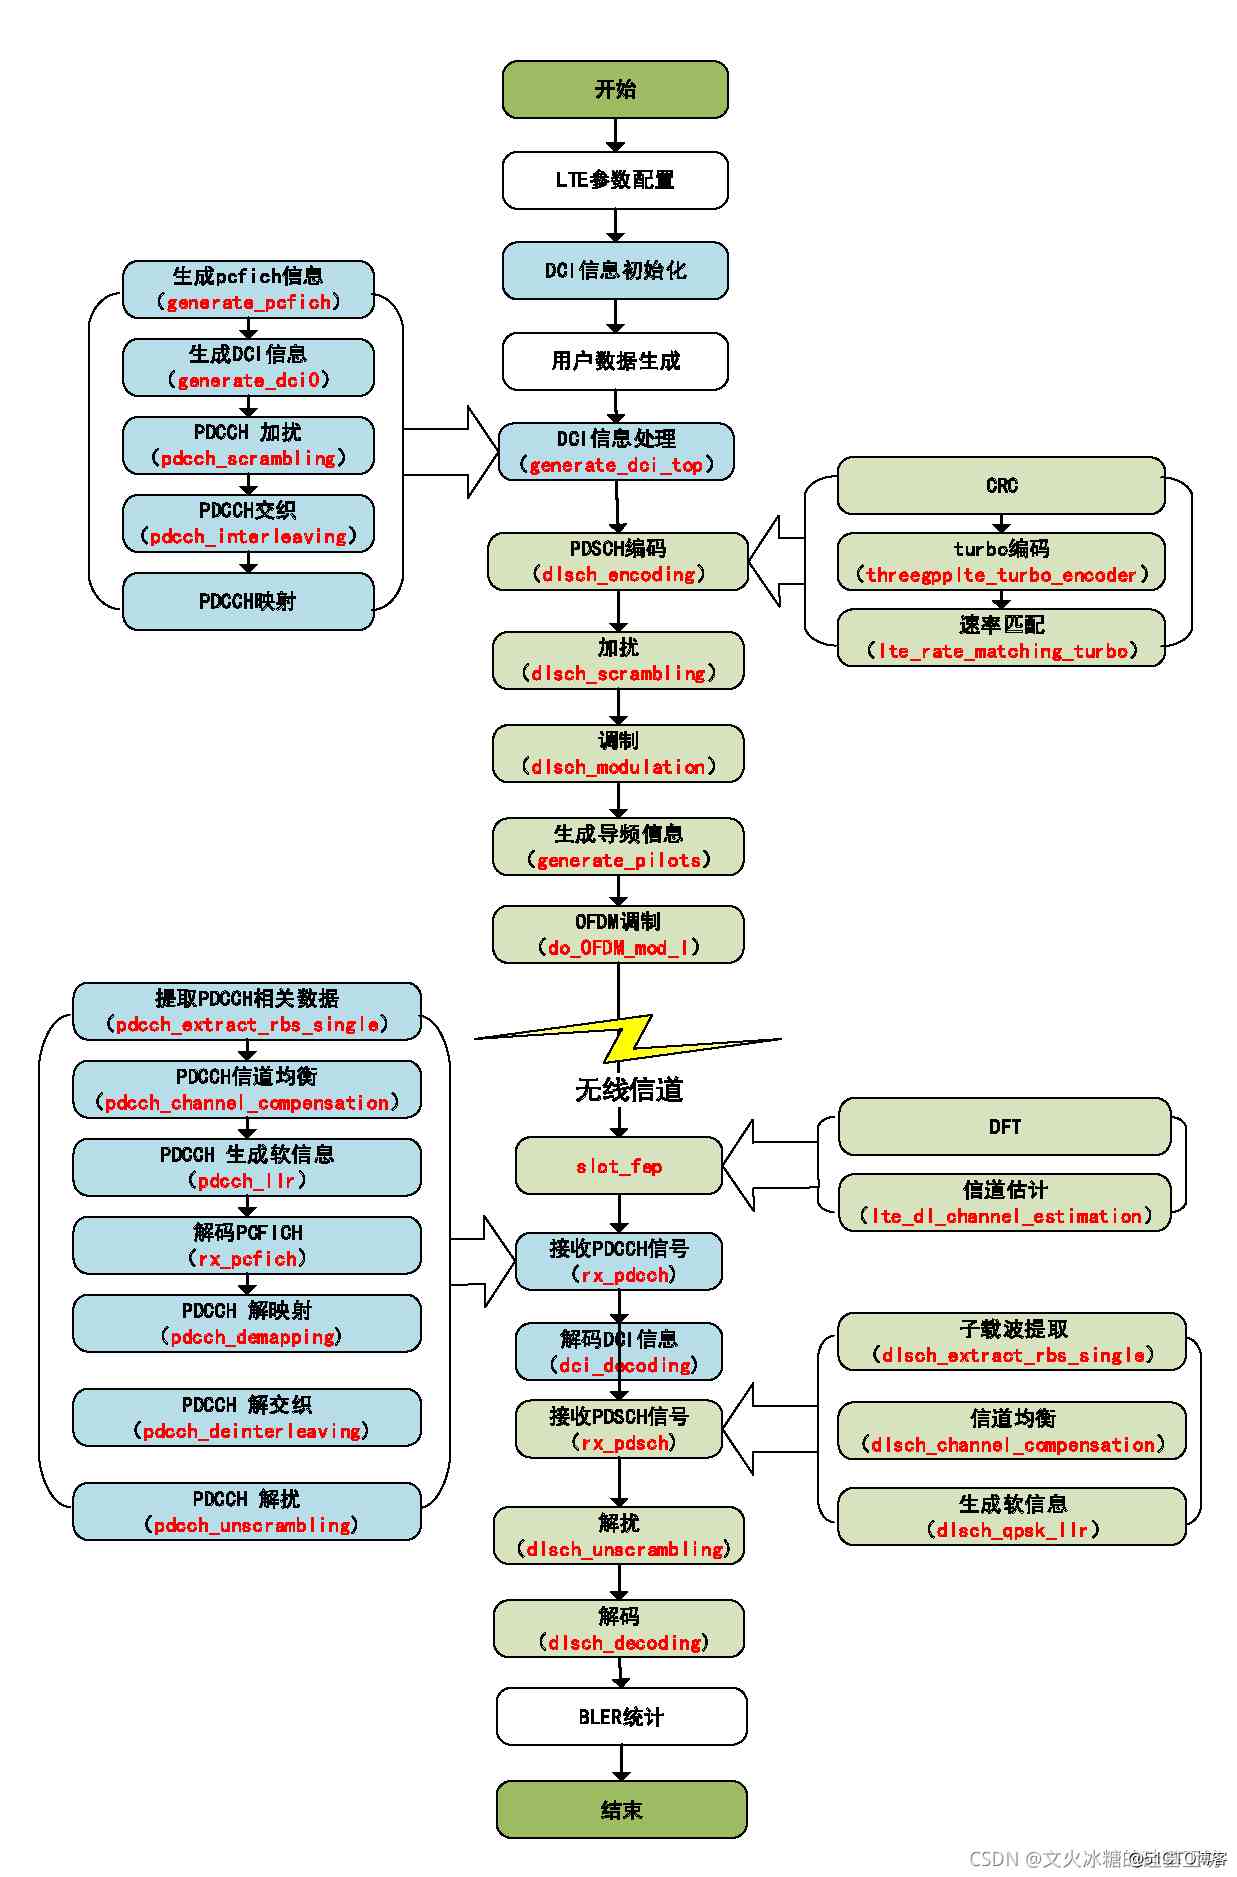 开始
LTE参数配置
DCI信息初始化
用户数据生成
DCI信息处理
(generate_dci_top)
生成pcfich信息
(generate_pcfich)
生成DCI信息
(generate_dci0)
PDCCH 加扰
(pdcch_scrambling)
PDCCH交织
(pdcch_interleaving)
PDCCH映射
PDSCH编码
(dlsch_encoding)
CRC
turbo编码
(threegpplte_turbo_encoder)
速率匹配
(lte_rate_matching_turbo)
加扰
(dlsch_scrambling)
调制
(dlsch_modulation)
生成导频信息
(generate_pilots)
OFDM调制
(do_OFDM_mod_l)
无线信道
slot_fep
DFT
信道估计
(lte_dl_channel_estimation)
提取PDCCH相关数据
(pdcch_extract_rbs_single)
PDCCH信道均衡
(pdcch_channel_compensation)
PDCCH 生成软信息
(pdcch_llr)
解码PCFICH
(rx_pcfich)
PDCCH 解映射
(pdcch_demapping)
PDCCH 解交织
(pdcch_deinterleaving)
PDCCH 解扰
(pdcch_unscrambling)
接收PDCCH信号
(rx_pdcch)
解码DCI信息
(dci_decoding)
接收PDSCH信号
(rx_pdsch)
子载波提取
(dlsch_extract_rbs_single)
信道均衡
(dlsch_channel_compensation)
生成软信息
(dlsch_qpsk_llr)
解扰
(dlsch_unscrambling)
解码
(dlsch_decoding)
BLER统计
结束
CSDN @文火冰糖的
@51CTO博客